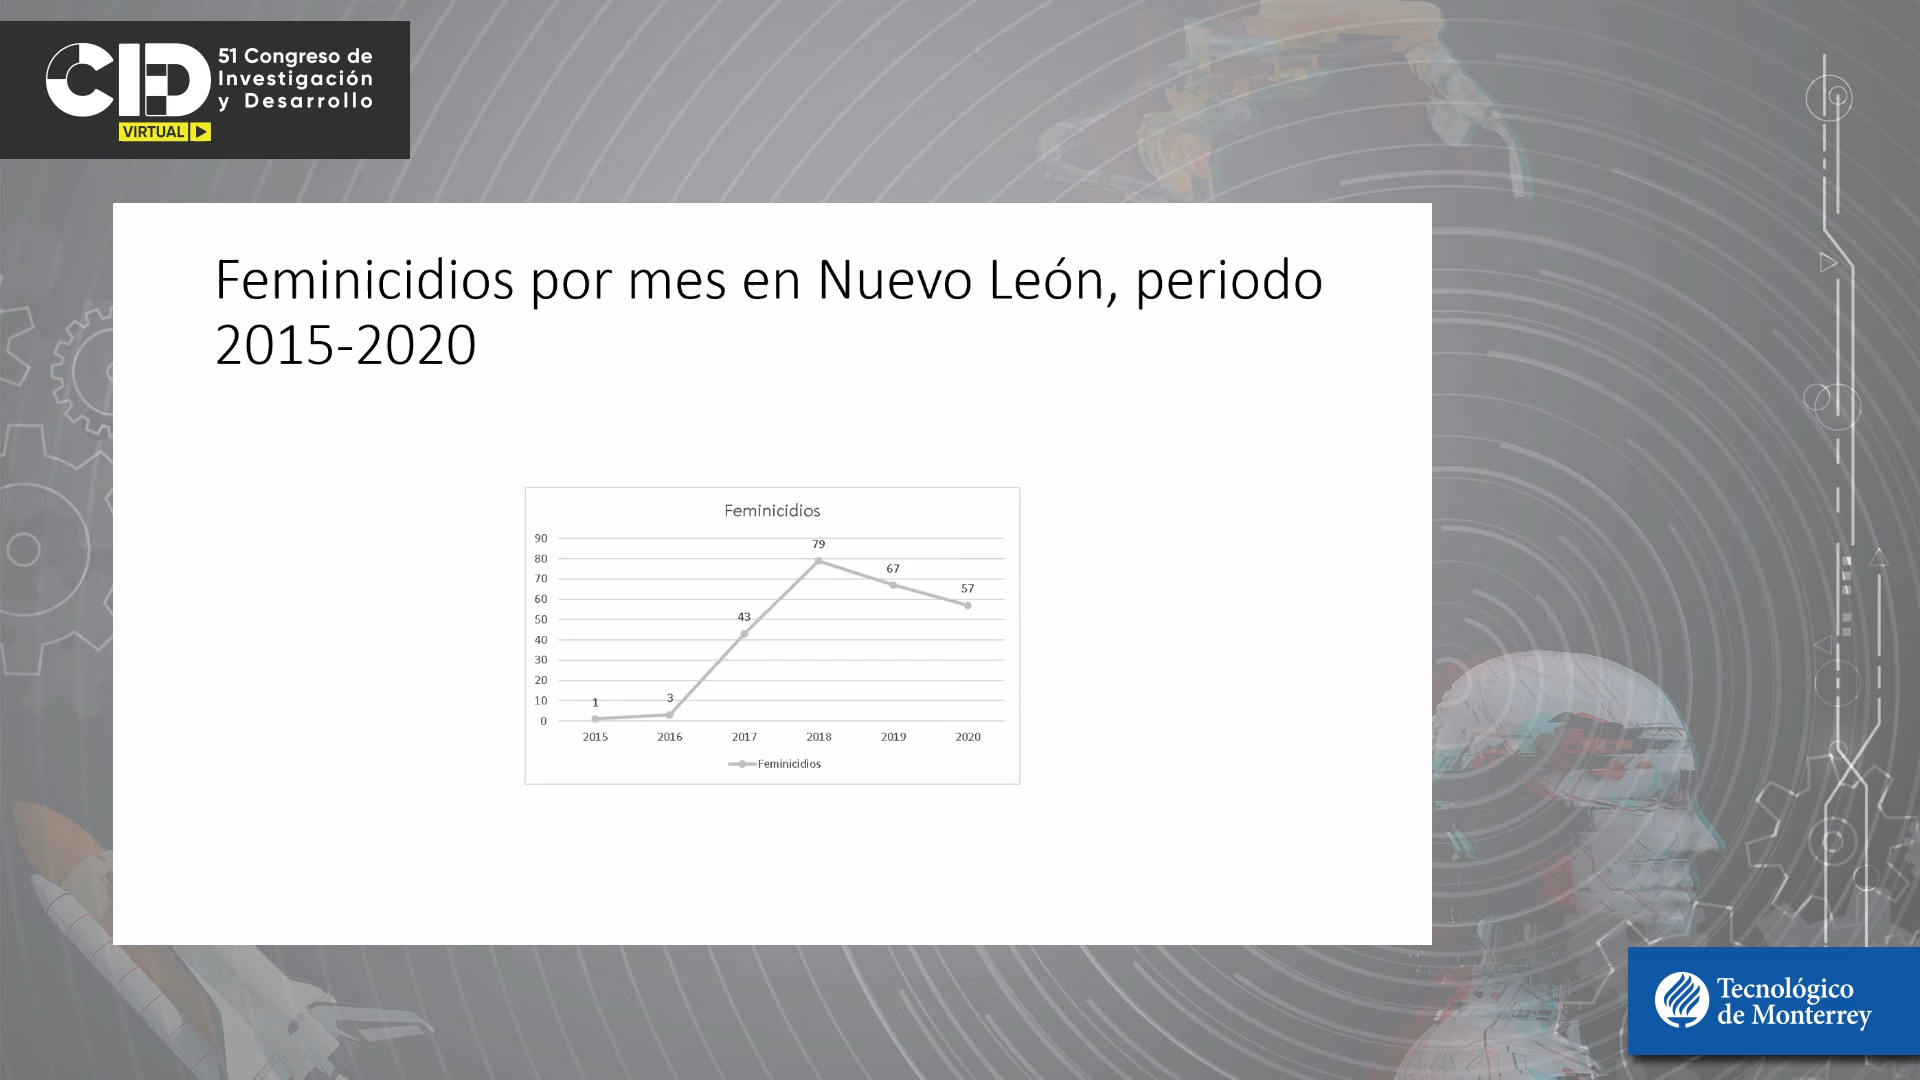 CID
51 Congreso de
Investigación
y Desarrollo
VIRTUAL
Feminicidios por mes en Nuevo León, periodo
2015-2020
Feminicidios
90
80
70
60
50
40
30
20
10
0
1
3
43
79
67
57
2015 2016 2017 2018 2019 2020
Feminicidios
Tecnológico
de Monterrey